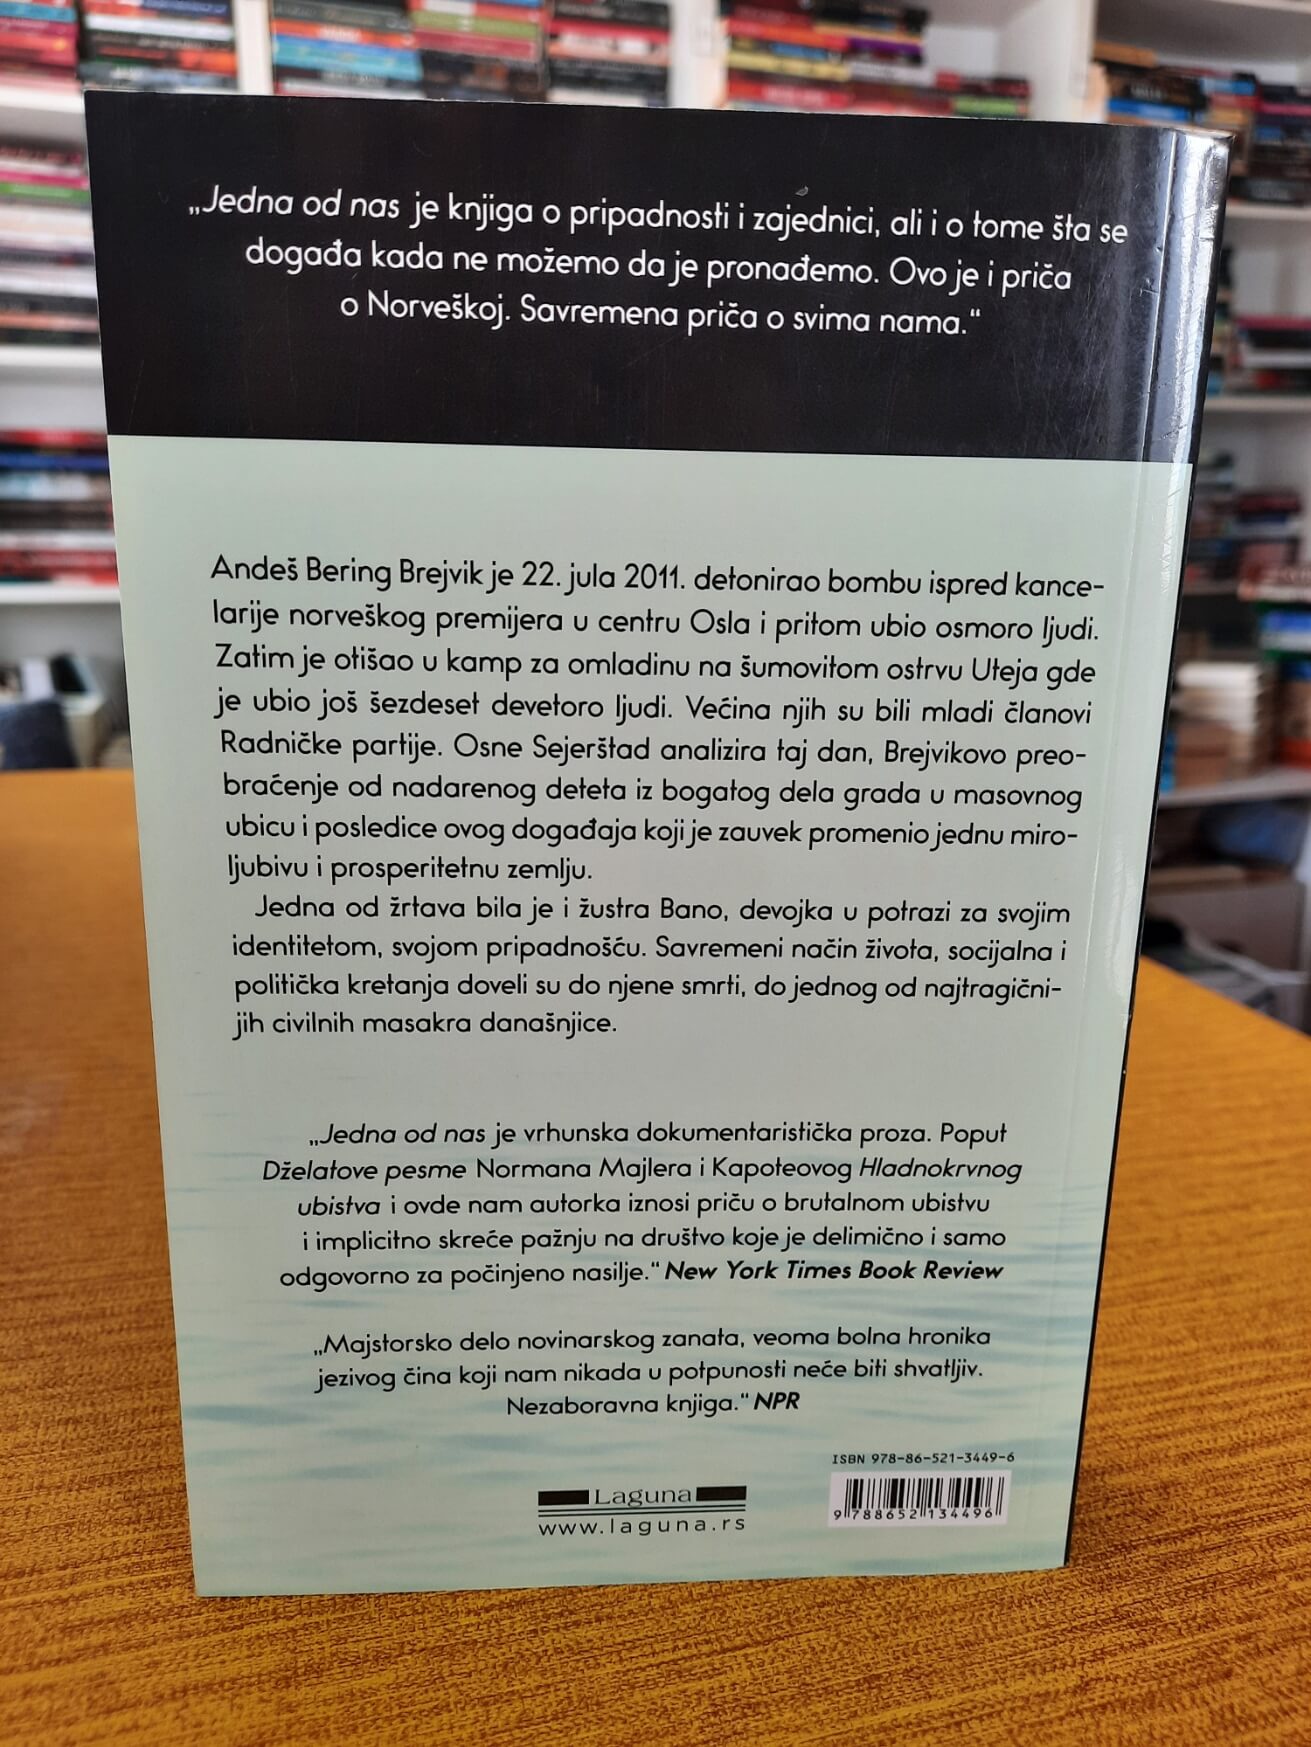 „Jedna od nas je knjiga o pripadnosti i zajednici, ali i o tome šta se
događa kada ne možemo da je pronađemo. Ovo je i priča
o Norveškoj. Savremena priča o svima nama.“
Andeš Bering Brejvik je 22. jula 2011. detonirao bombu ispred kance-
larije norveškog premijera u centru Osla i pritom ubio osmoro ljudi.
Zatim je otišao u kamp za omladinu na šumovitom ostrvu Uteja gde
je ubio još šezdeset devetoro ljudi. Većina njih su bili mladi članovi
Radničke partije. Osne Sejerštad analizira taj dan, Brejvikovo preo-
braćenje od nadarenog deteta iz bogatog dela grada u masovnog
ubicu i posledice ovog događaja koji je zauvek promenio jednu miro-
ljubivu i prosperitetnu zemlju.
Jedna od žrtava bila je i žustra Bano, devojka u potrazi za svojim
identitetom, svojom pripadnošću. Savremeni način života, socijalna i
politička kretanja doveli su do njene smrti, do jednog od najtragični-
jih civilnih masakra današnjice.
„Jedna od nas je vrhunska dokumentaristička proza. Poput
Dželatove pesme Normana Majlera i Kapoteovog Hladnokrvnog
ubistva i ovde nam autorka iznosi priču o brutalnom ubistvu
i implicitno skreće pažnju na društvo koje je delimično i samo
odgovorno za počinjeno nasilje.“ New York Times Book Review
„Majstorsko delo novinarskog zanata, veoma bolna hronika
jezivog čina koji nam nikada u potpunosti neće biti shvatljiv.
Nezaboravna knjiga.“ NPR
ISBN 978-86-521-3449-6
Laguna
www.laguna.rs
9 788652 134496